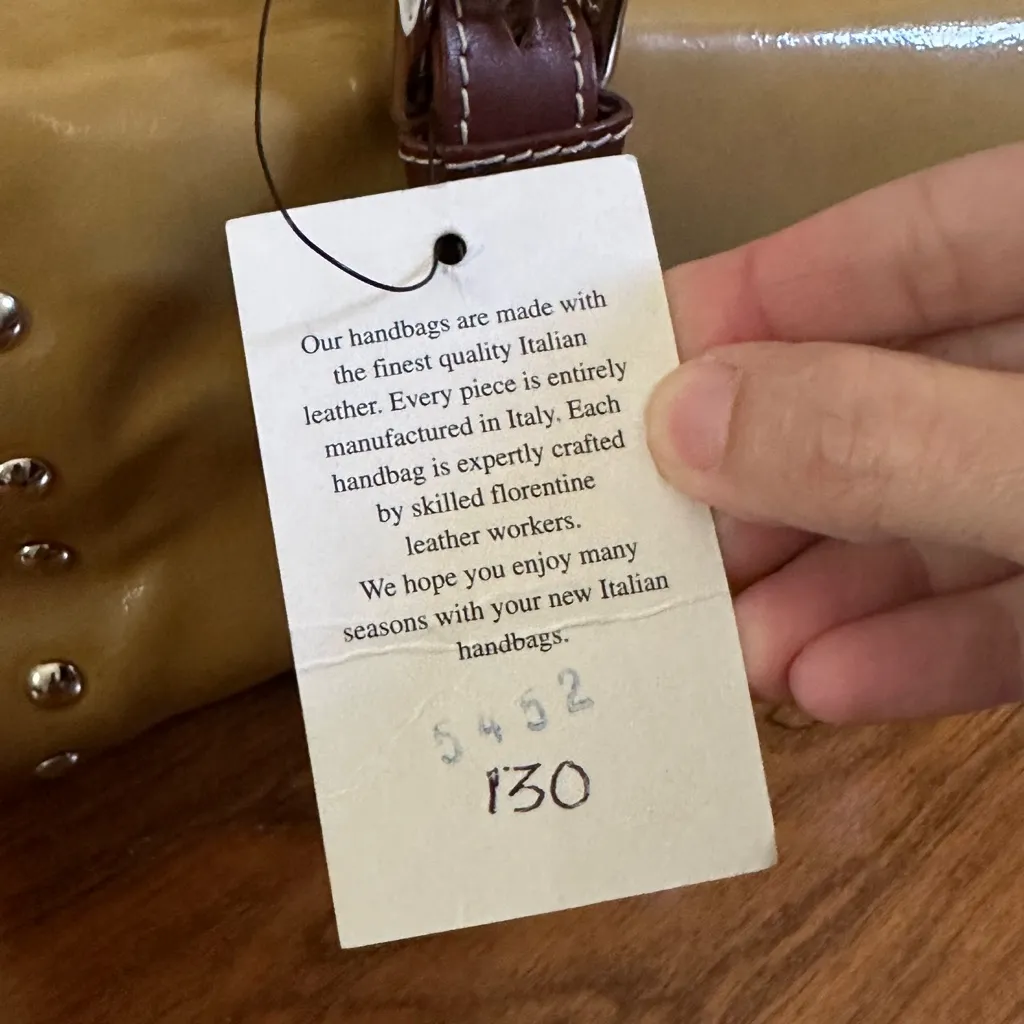 Our handbags are made with
the finest quality Italian
leather. Every piece is entirely
manufactured in Italy. Each
handbag is expertly crafted
by skilled florentine
leather workers.
We hope you enjoy many
seasons with your new Italian
handbags.
5452
130